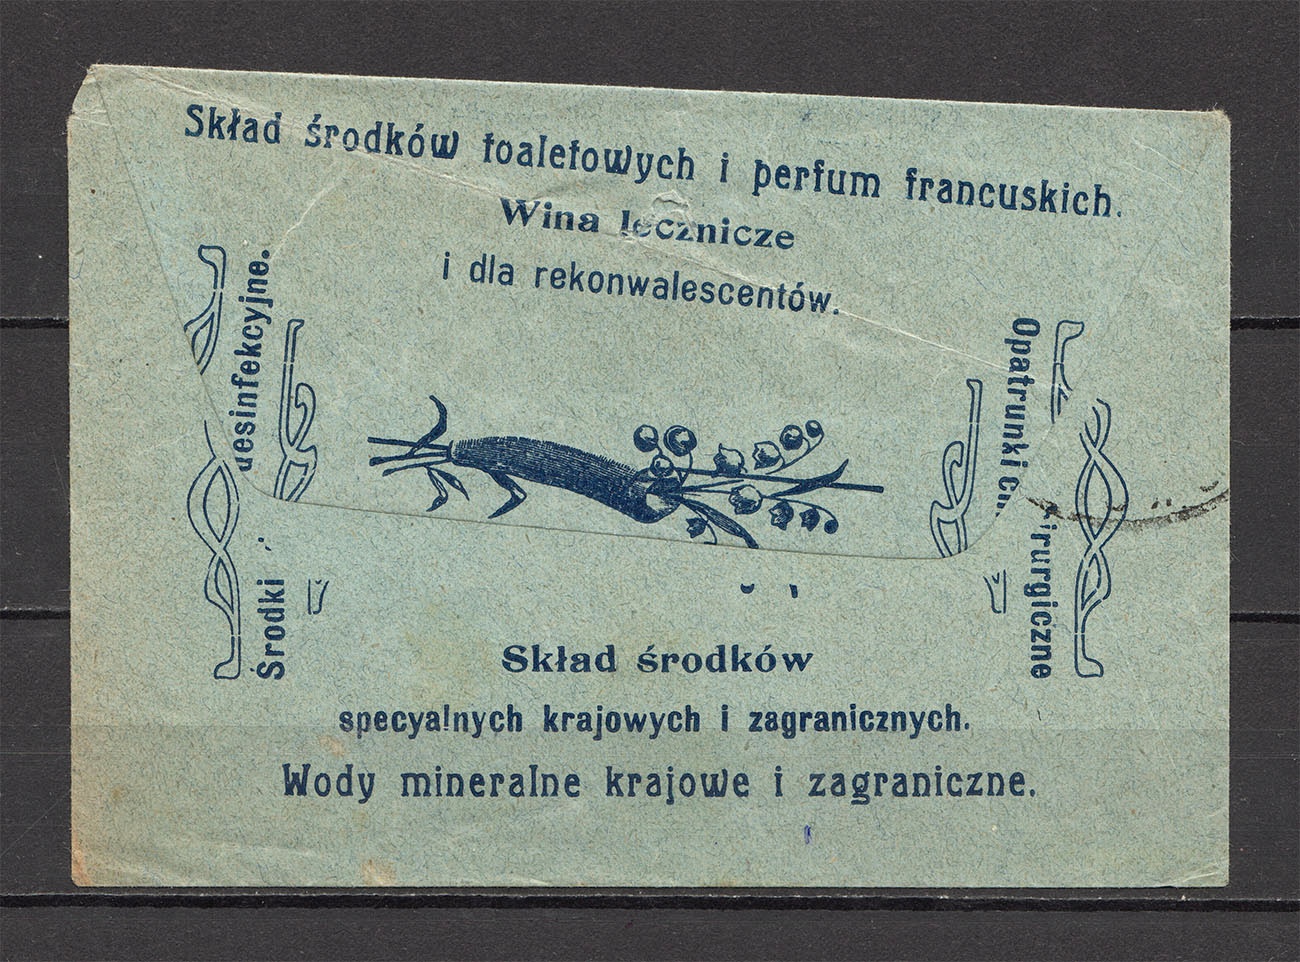 Skład środków toaletowych i perfum francuskich.
Wina lecznicze
i dla rekonwalescentów.
Środki desinfekcyjne.
Opatrunki chirurgiczne
Skład środków
specyalnych krajowych i zagranicznych.
Wody mineralne krajowe i zagraniczne.